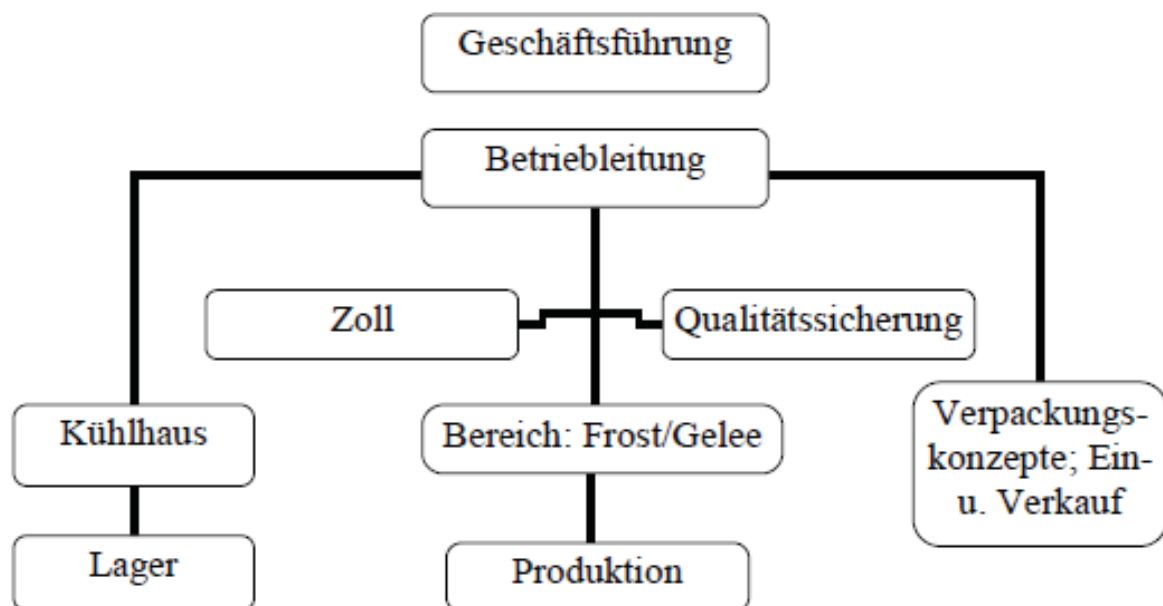 Geschäftsführung
Betriebleitung
Zoll
Qualitätssicherung
Kühlhaus
Bereich: Frost/Gelee
Verpackungs-
konzepte; Ein-
u. Verkauf
Lager
Produktion